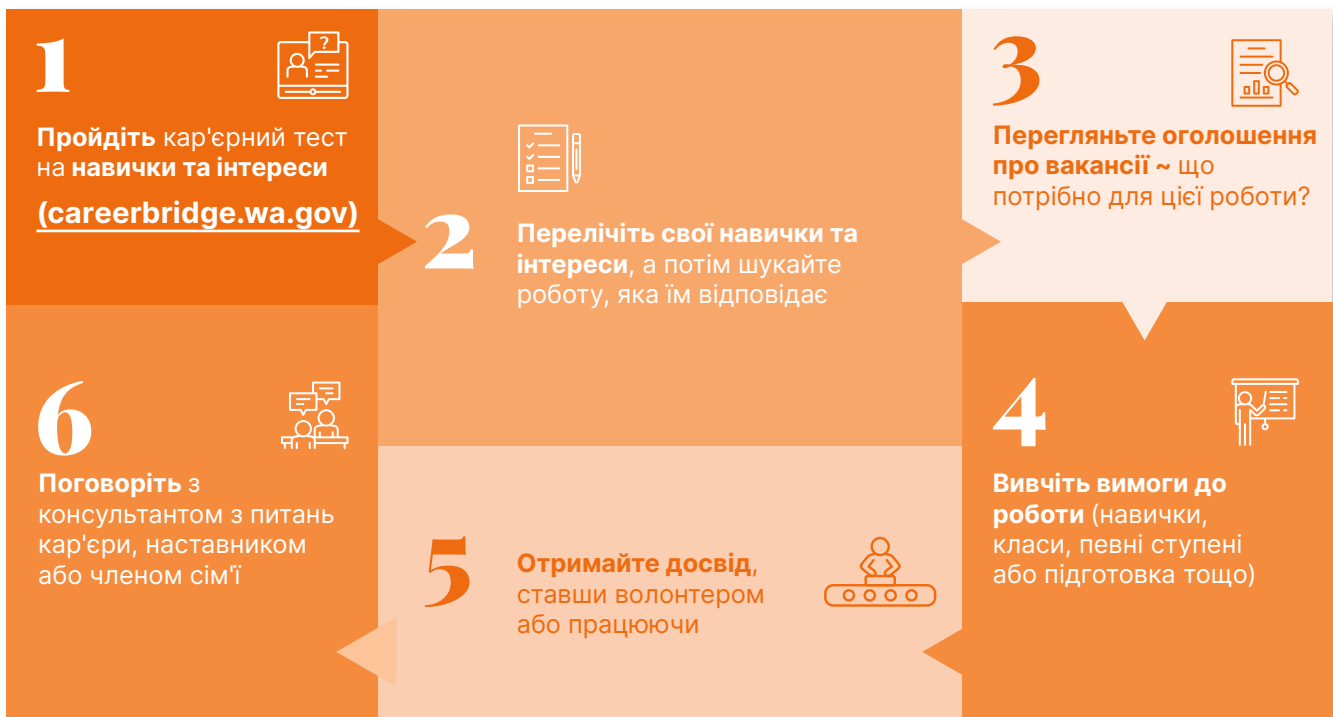 1
Пройдіть кар'єрний тест
на навички та інтереси
(careerbridge.wa.gov)
2
Перелічіть свої навички та
інтереси, а потім шукайте
роботу, яка їм відповідає
3
Перегляньте оголошення
про вакансії ~ що
потрібно для цієї роботи?
4
Вивчіть вимоги до
роботи (навички,
класи, певні ступені
або підготовка тощо)
5
Отримайте досвід,
ставши волонтером
або працюючи
6
Поговоріть з
консультантом з питань
кар'єри, наставником
або членом сім'ї